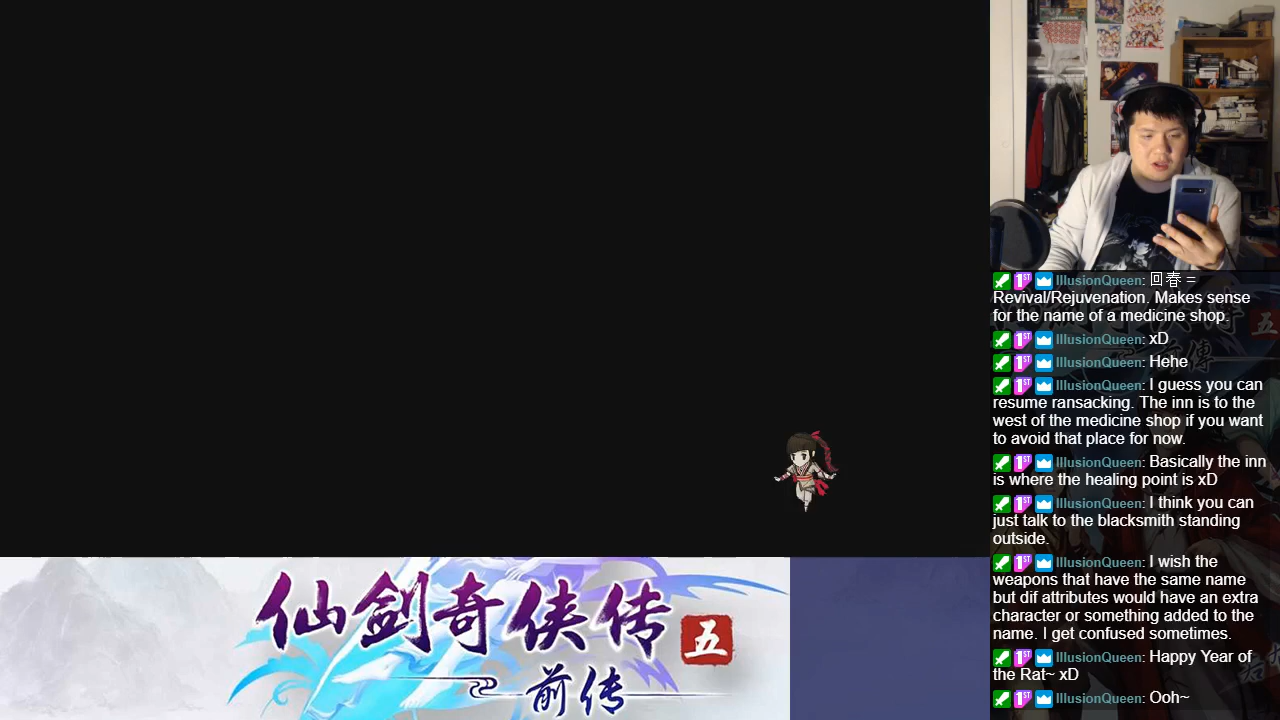 IllusionQueen: 回春 =
Revival/Rejuvenation. Makes sense
for the name of a medicine shop.
IllusionQueen: xD
IllusionQueen: Hehe
IllusionQueen: I guess you can
resume ransacking. The inn is to the
west of the medicine shop if you want
to avoid that place for now.
IllusionQueen: Basically the inn
is where the healing point is xD
IllusionQueen: I think you can
just talk to the blacksmith standing
outside.
IllusionQueen: I wish the
weapons that have the same name
but dif attributes would have an extra
character or something added to the
name. I get confused sometimes.
IllusionQueen: Happy Year of
the Rat~ xD
IllusionQueen: Ooh~
仙剑奇侠传
五
前传